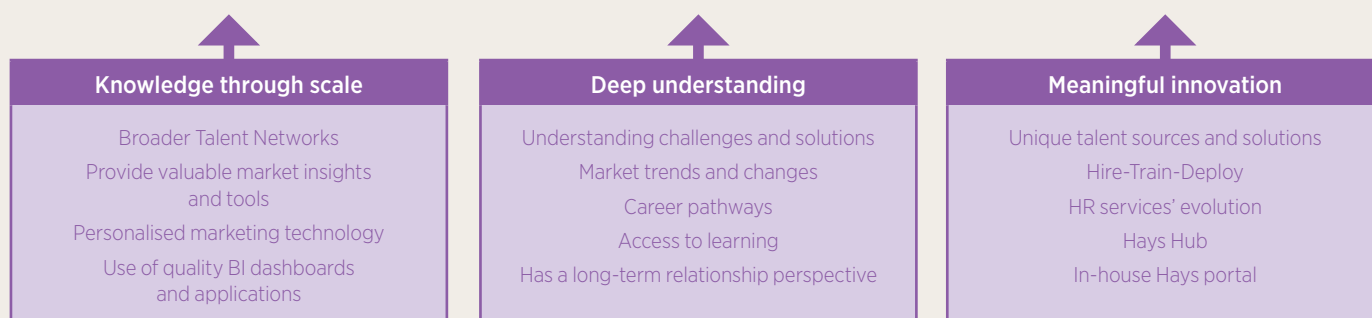 Knowledge through scale
Broader Talent Networks
Provide valuable market insights
and tools
Personalised marketing technology
Use of quality BI dashboards
and applications
Deep understanding
Understanding challenges and solutions
Market trends and changes
Career pathways
Access to learning
Has a long-term relationship perspective
Meaningful innovation
Unique talent sources and solutions
Hire-Train-Deploy
HR services’ evolution
Hays Hub
In-house Hays portal